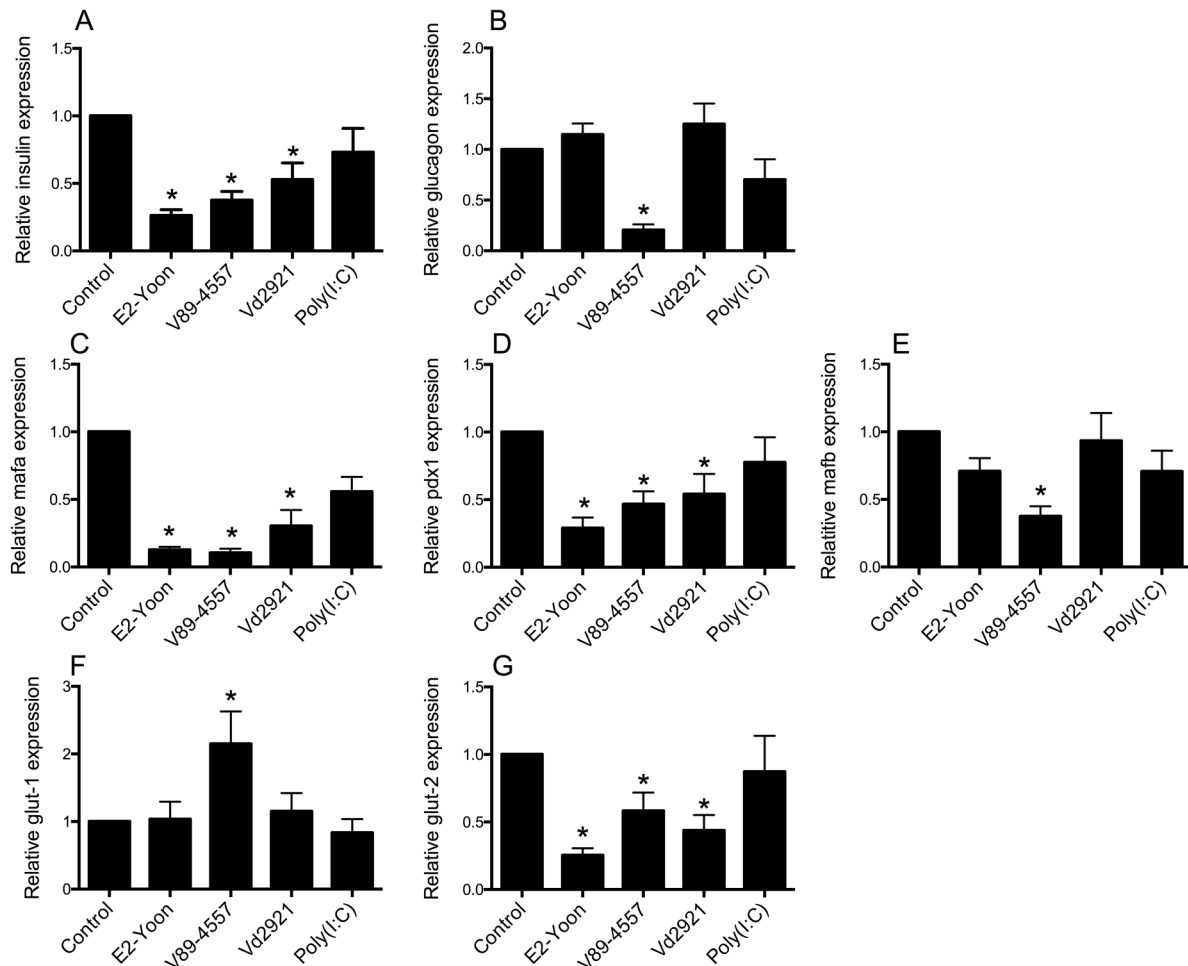 A
Relative insulin expression
1.5
1.0
0.5
0.0
*
*
*
Control
E2-Yoon
V89-4557
Vd2921
Poly(I:C)
B
Relative glucagon expression
2.0
1.5
1.0
0.5
0.0
*
Control
E2-Yoon
V89-4557
Vd2921
Poly(I:C)
C
Relative mafa expression
1.5
1.0
0.5
0.0
*
*
*
Control
E2-Yoon
V89-4557
Vd2921
Poly(I:C)
D
Relative pdx1 expression
1.5
1.0
0.5
0.0
*
*
*
Control
E2-Yoon
V89-4557
Vd2921
Poly(I:C)
E
Relatitive mafb expression
1.5
1.0
0.5
0.0
*
Control
E2-Yoon
V89-4557
Vd2921
Poly(I:C)
F
Relative glut-1 expression
3
2
1
0
*
Control
E2-Yoon
V89-4557
Vd2921
Poly(I:C)
G
Relative glut-2 expression
1.5
1.0
0.5
0.0
*
*
*
Control
E2-Yoon
V89-4557
Vd2921
Poly(I:C)